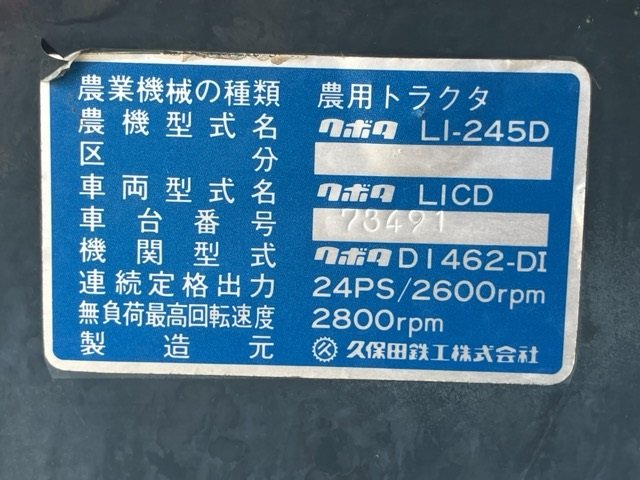 農業機械の種類 農用トラクタ
農機型式名 クボタ L1-245D
区分
車両型式名 クボタ L1CD
車台番号 73491
機関型式 クボタ D1462-DI
連続定格出力 24PS/2600rpm
無負荷最高回転速度 2800rpm
製造元 久保田鉄工株式会社